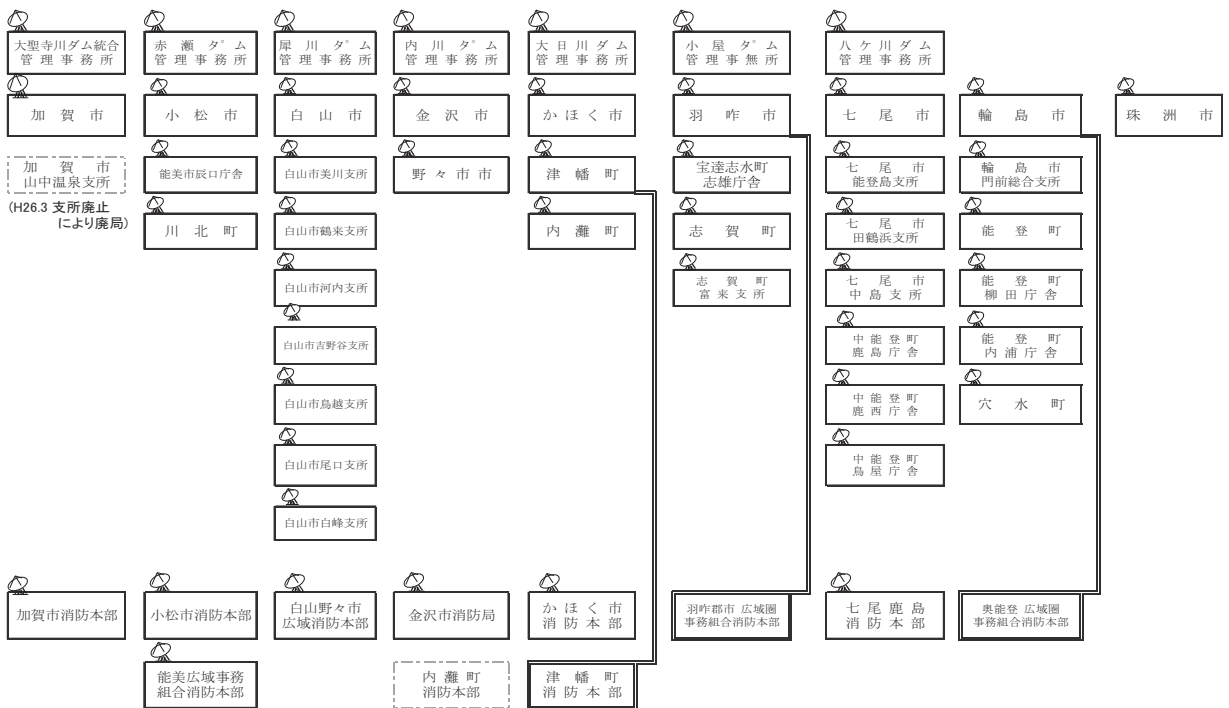 大聖寺川ダム統合
管理事務所
赤瀬ダム
管理事務所
犀川ダム
管理事務所
内川ダム
管理事務所
大日川ダム
管理事務所
小屋ダム
管理事無所
八ケ川ダム
管理事務所
加賀市
小松市
白山市
金沢市
かほく市
羽咋市
七尾市
輪島市
珠洲市
加賀市
山中温泉支所
(H26.3 支所廃止
により廃局)
能美市辰口庁舎
白山市美川支所
野々市市
津幡町
宝達志水町
志雄庁舎
七尾市
能登島支所
輪島市
門前総合支所
川北町
白山市鶴来支所
内灘町
志賀町
七尾市
田鶴浜支所
能登町
白山市河内支所
志賀町
富来支所
七尾市
中島支所
能登町
柳田庁舎
白山市吉野谷支所
中能登町
鹿島庁舎
能登町
内浦庁舎
白山市鳥越支所
中能登町
鹿西庁舎
穴水町
白山市尾口支所
中能登町
鳥屋庁舎
白山市白峰支所
加賀市消防本部
小松市消防本部
白山野々市
広域消防本部
金沢市消防局
かほく市
消防本部
羽咋郡市 広域圏
事務組合消防本部
七尾鹿島
消防本部
奥能登 広域圏
事務組合消防本部
能美広域事務
組合消防本部
内灘町
消防本部
津幡町
消防本部